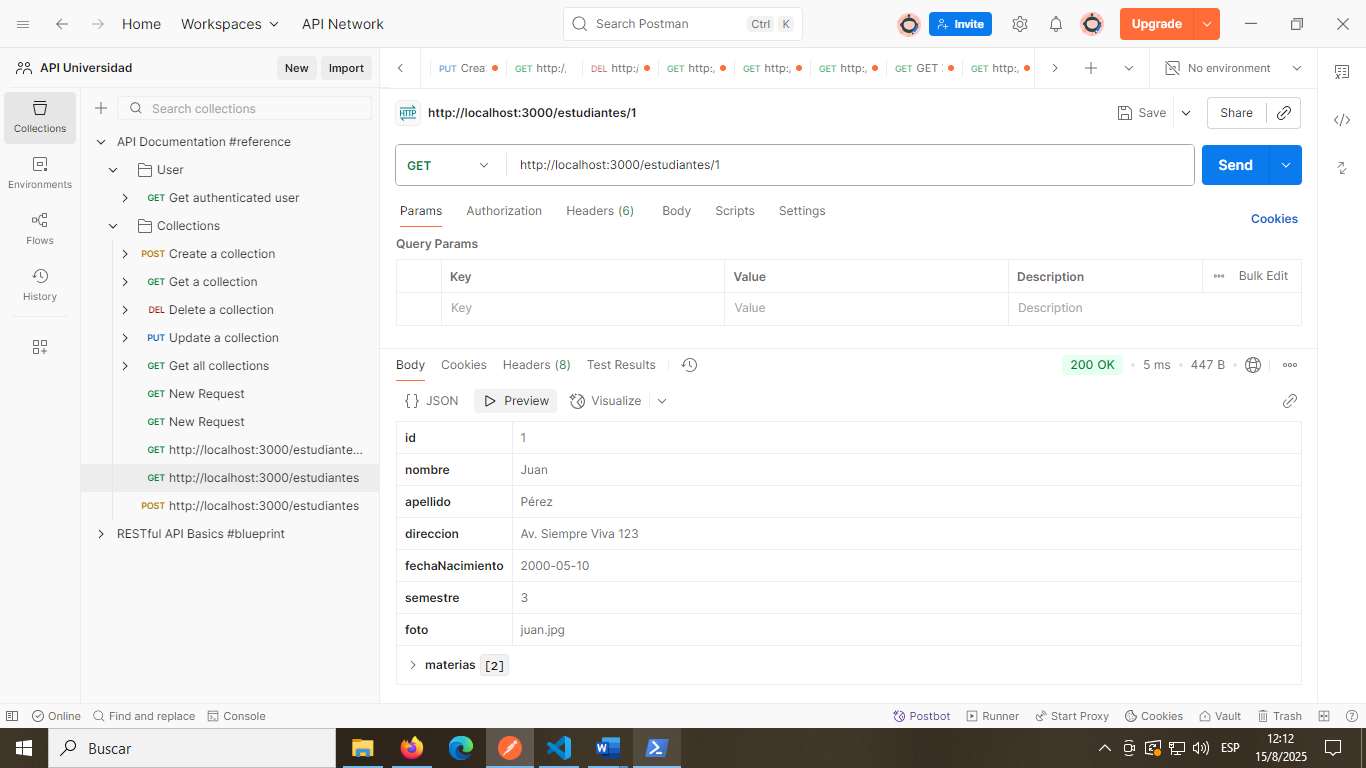 Home Workspaces API Network Search Postman Ctrl K Invite Upgrade
API Universidad New Import PUT Creat GET http:/. DEL http:/ GET http:, GET http:, GET http:, GET GET GET http:, No environment
Collections
Environments
Flows
History
Search collections
API Documentation #reference
User
GET Get authenticated user
Collections
POST Create a collection
GET Get a collection
DEL Delete a collection
PUT Update a collection
GET Get all collections
GET New Request
GET New Request
GET http://localhost:3000/estudiante...
GET http://localhost:3000/estudiantes
POST http://localhost:3000/estudiantes
RESTful API Basics #blueprint
HTTP http://localhost:3000/estudiantes/1 Save Share
GET http://localhost:3000/estudiantes/1 Send
Params Authorization Headers (6) Body Scripts Settings Cookies
Query Params
Key Value Description Bulk Edit
Key Value Description
Body Cookies Headers (8) Test Results 200 OK • 5 ms • 447 B •
{} JSON Preview Visualize
id 1
nombre Juan
apellido Pérez
direccion Av. Siempre Viva 123
fechaNacimiento 2000-05-10
semestre 3
foto juan.jpg
materias [2]
Online Find and replace Console Postbot Runner Start Proxy Cookies Vault Trash
Buscar ESP 12:12
15/8/2025